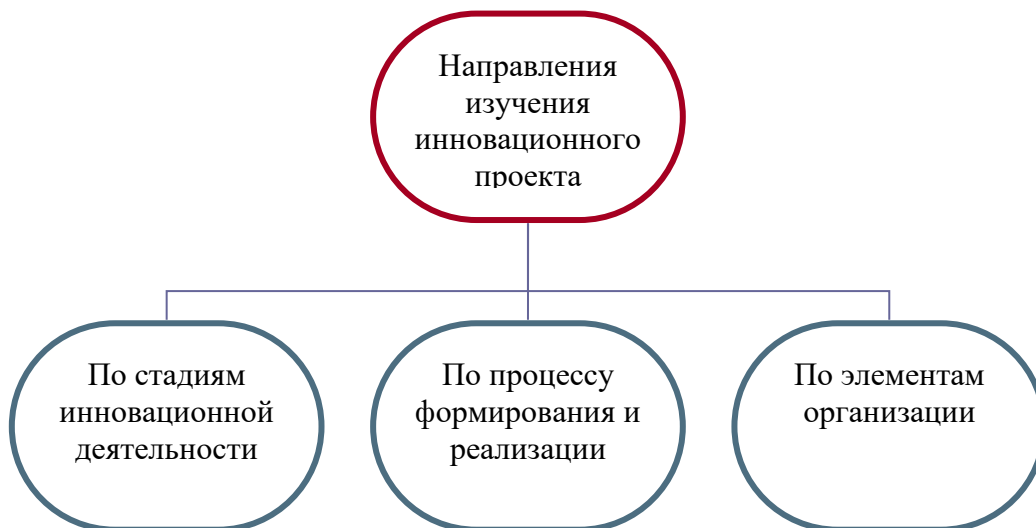 Направления
изучения
инновационного
проекта
По стадиям
инновационной
деятельности
По процессу
формирования и
реализации
По элементам
организации